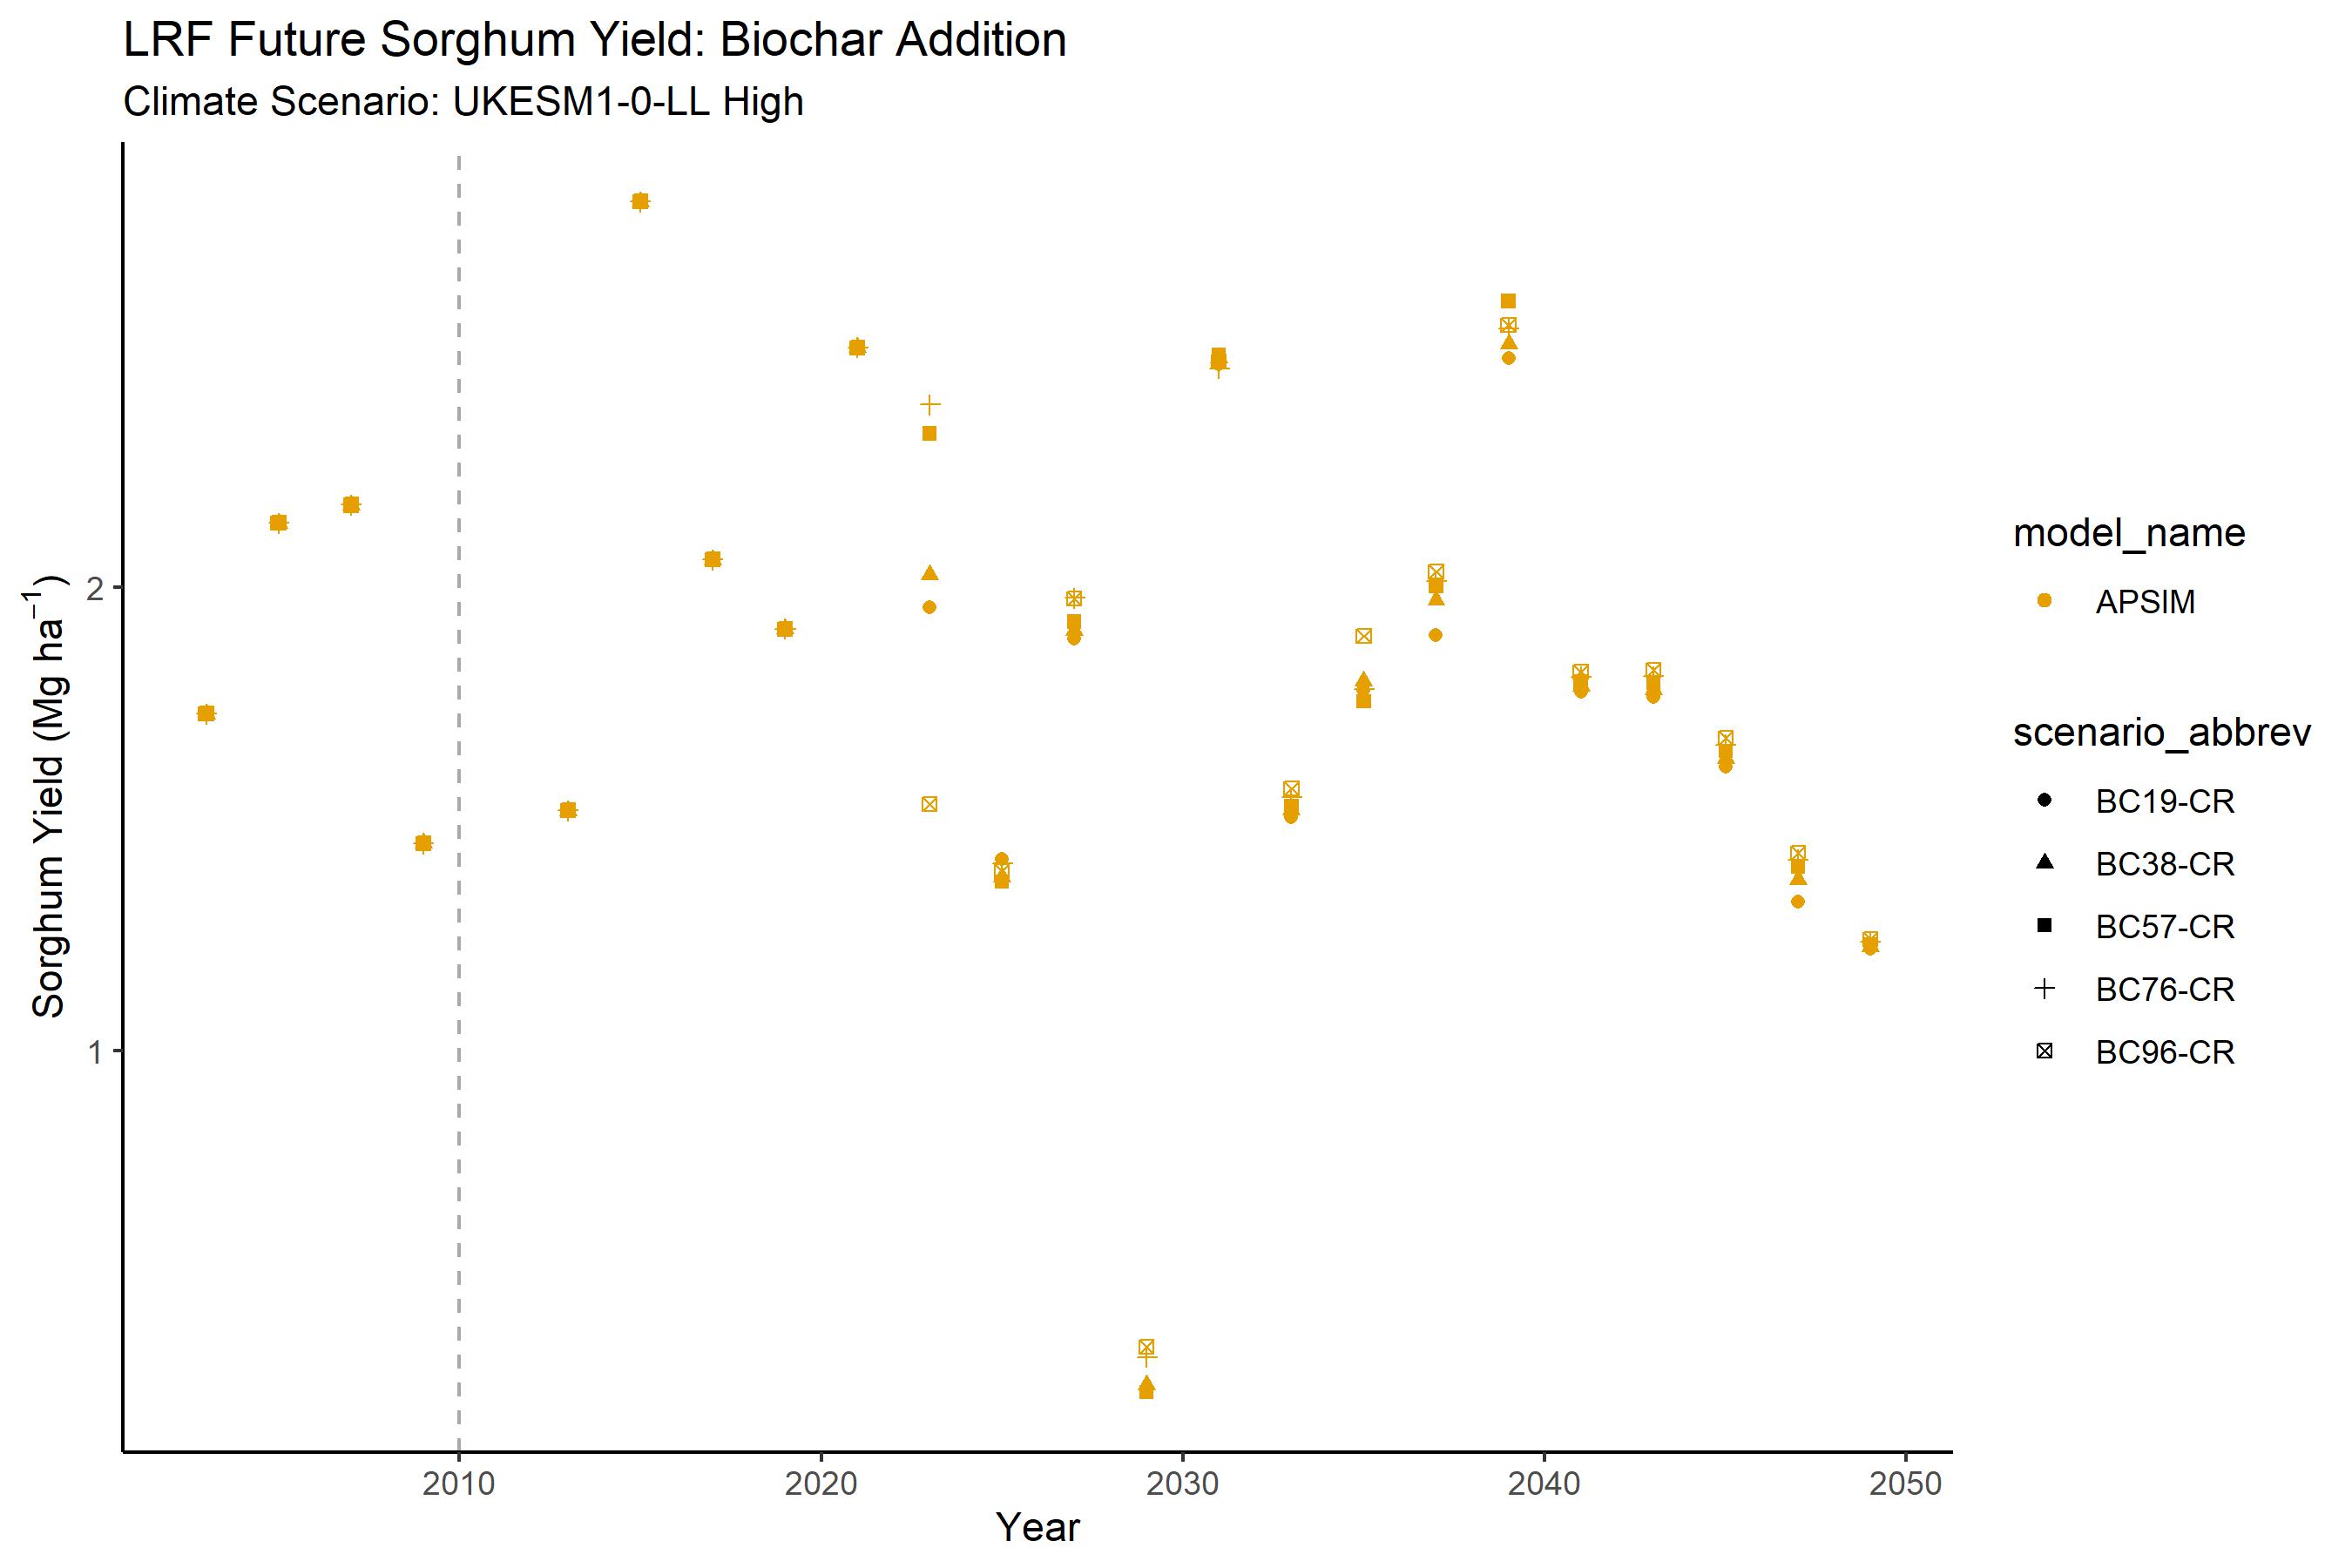 LRF Future Sorghum Yield: Biochar Addition
Climate Scenario: UKESM1-0-LL High
Sorghum Yield (Mg ha⁻¹)
2
1
2010 2020 2030 2040 2050
Year
model_name
APSIM
scenario_abbrev
BC19-CR
BC38-CR
BC57-CR
BC76-CR
BC96-CR